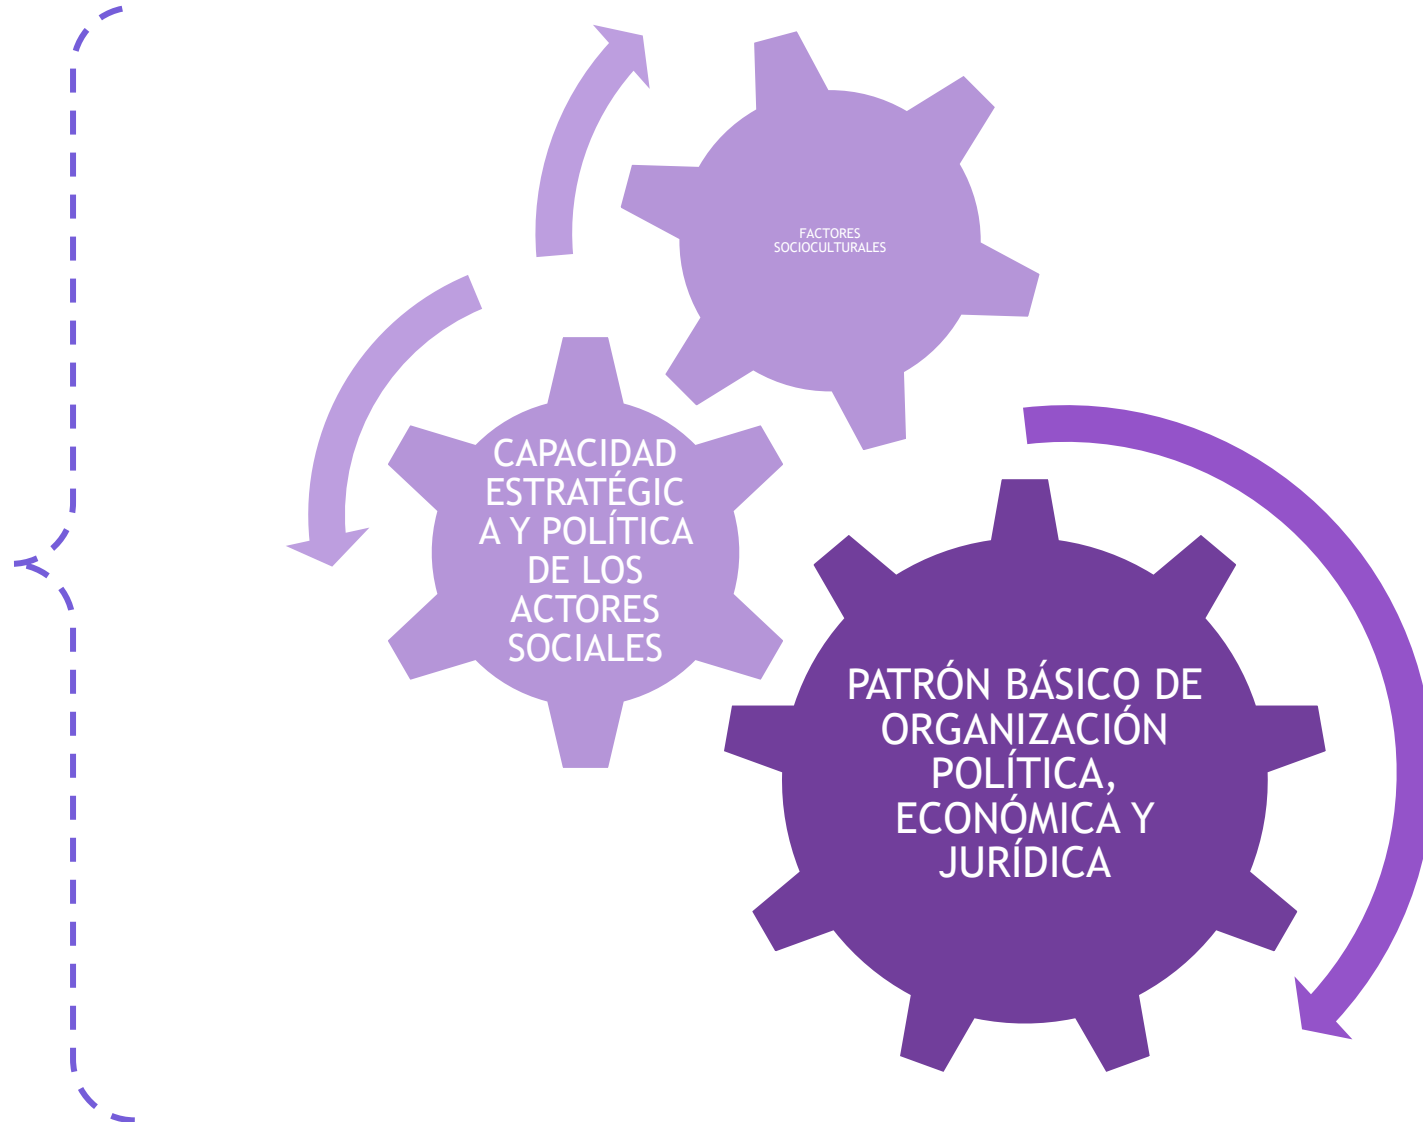 FACTORES
SOCIOCULTURALES
CAPACIDAD
ESTRATÉGIC
A Y POLÍTICA
DE LOS
ACTORES
SOCIALES
PATRÓN BÁSICO DE
ORGANIZACIÓN
POLÍTICA,
ECONÓMICA Y
JURÍDICA